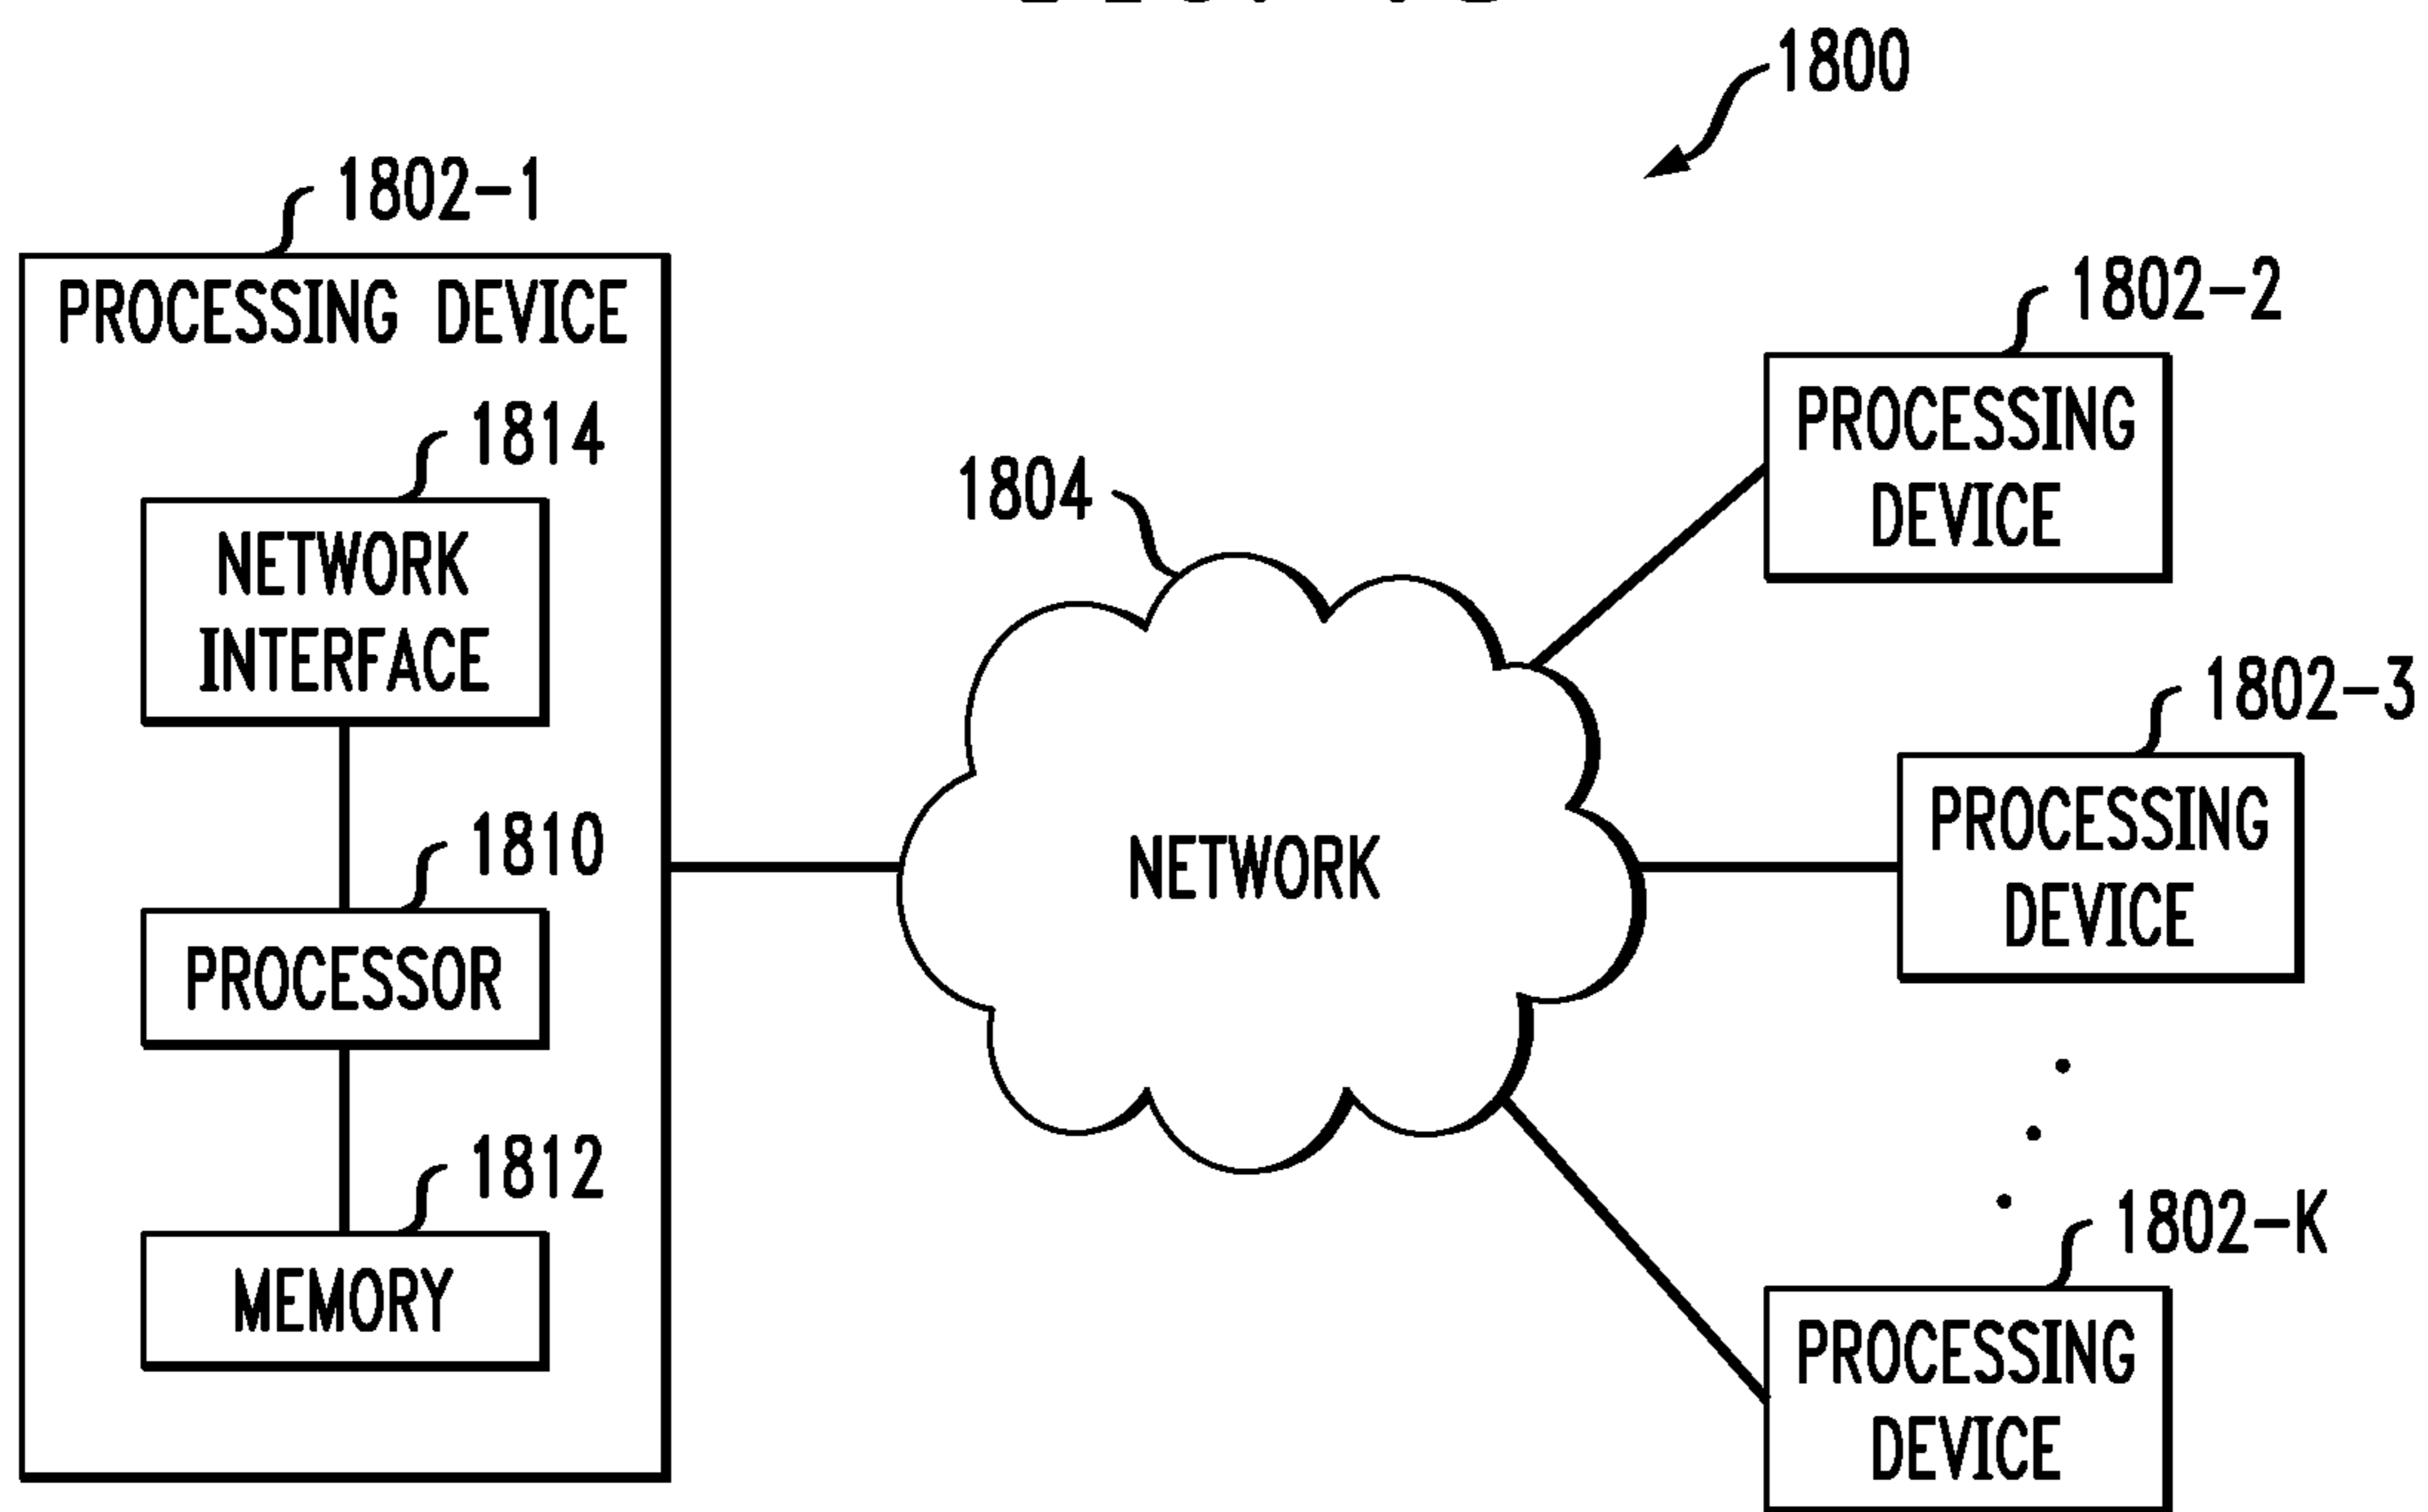 1800
1802-1
PROCESSING DEVICE
1814
NETWORK
INTERFACE
1810
PROCESSOR
1812
MEMORY
1804
NETWORK
1802-2
PROCESSING
DEVICE
1802-3
PROCESSING
DEVICE
1802-K
PROCESSING
DEVICE